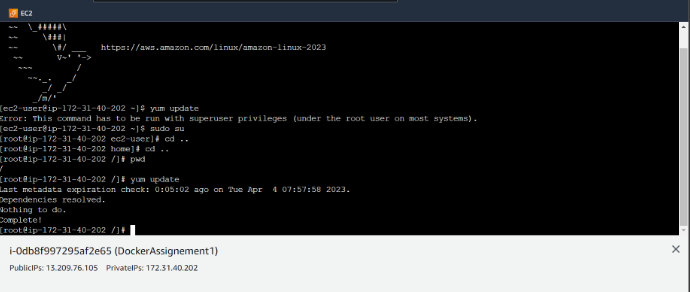 EC2
~~ \_#####\
~~ \###|
~~ \#/ ___ https://aws.amazon.com/linux/amazon-linux-2023
~~ V~' '->
~~~ /
~~._. _/
_/ _/
_/m/'
[ec2-user@ip-172-31-40-202 ~]$ yum update
Error: This command has to be run with superuser privileges (under the root user on most systems).
[ec2-user@ip-172-31-40-202 ~]$ sudo su
[root@ip-172-31-40-202 ec2-user]# cd ..
[root@ip-172-31-40-202 home]# cd ..
[root@ip-172-31-40-202 /]# pwd
/
[root@ip-172-31-40-202 /]# yum update
Last metadata expiration check: 0:05:02 ago on Tue Apr  4 07:57:58 2023.
Dependencies resolved.
Nothing to do.
Complete!
[root@ip-172-31-40-202 /]#
i-0db8f997295af2e65 (DockerAssignement1)
PublicIPs: 13.209.76.105 PrivateIPs: 172.31.40.202